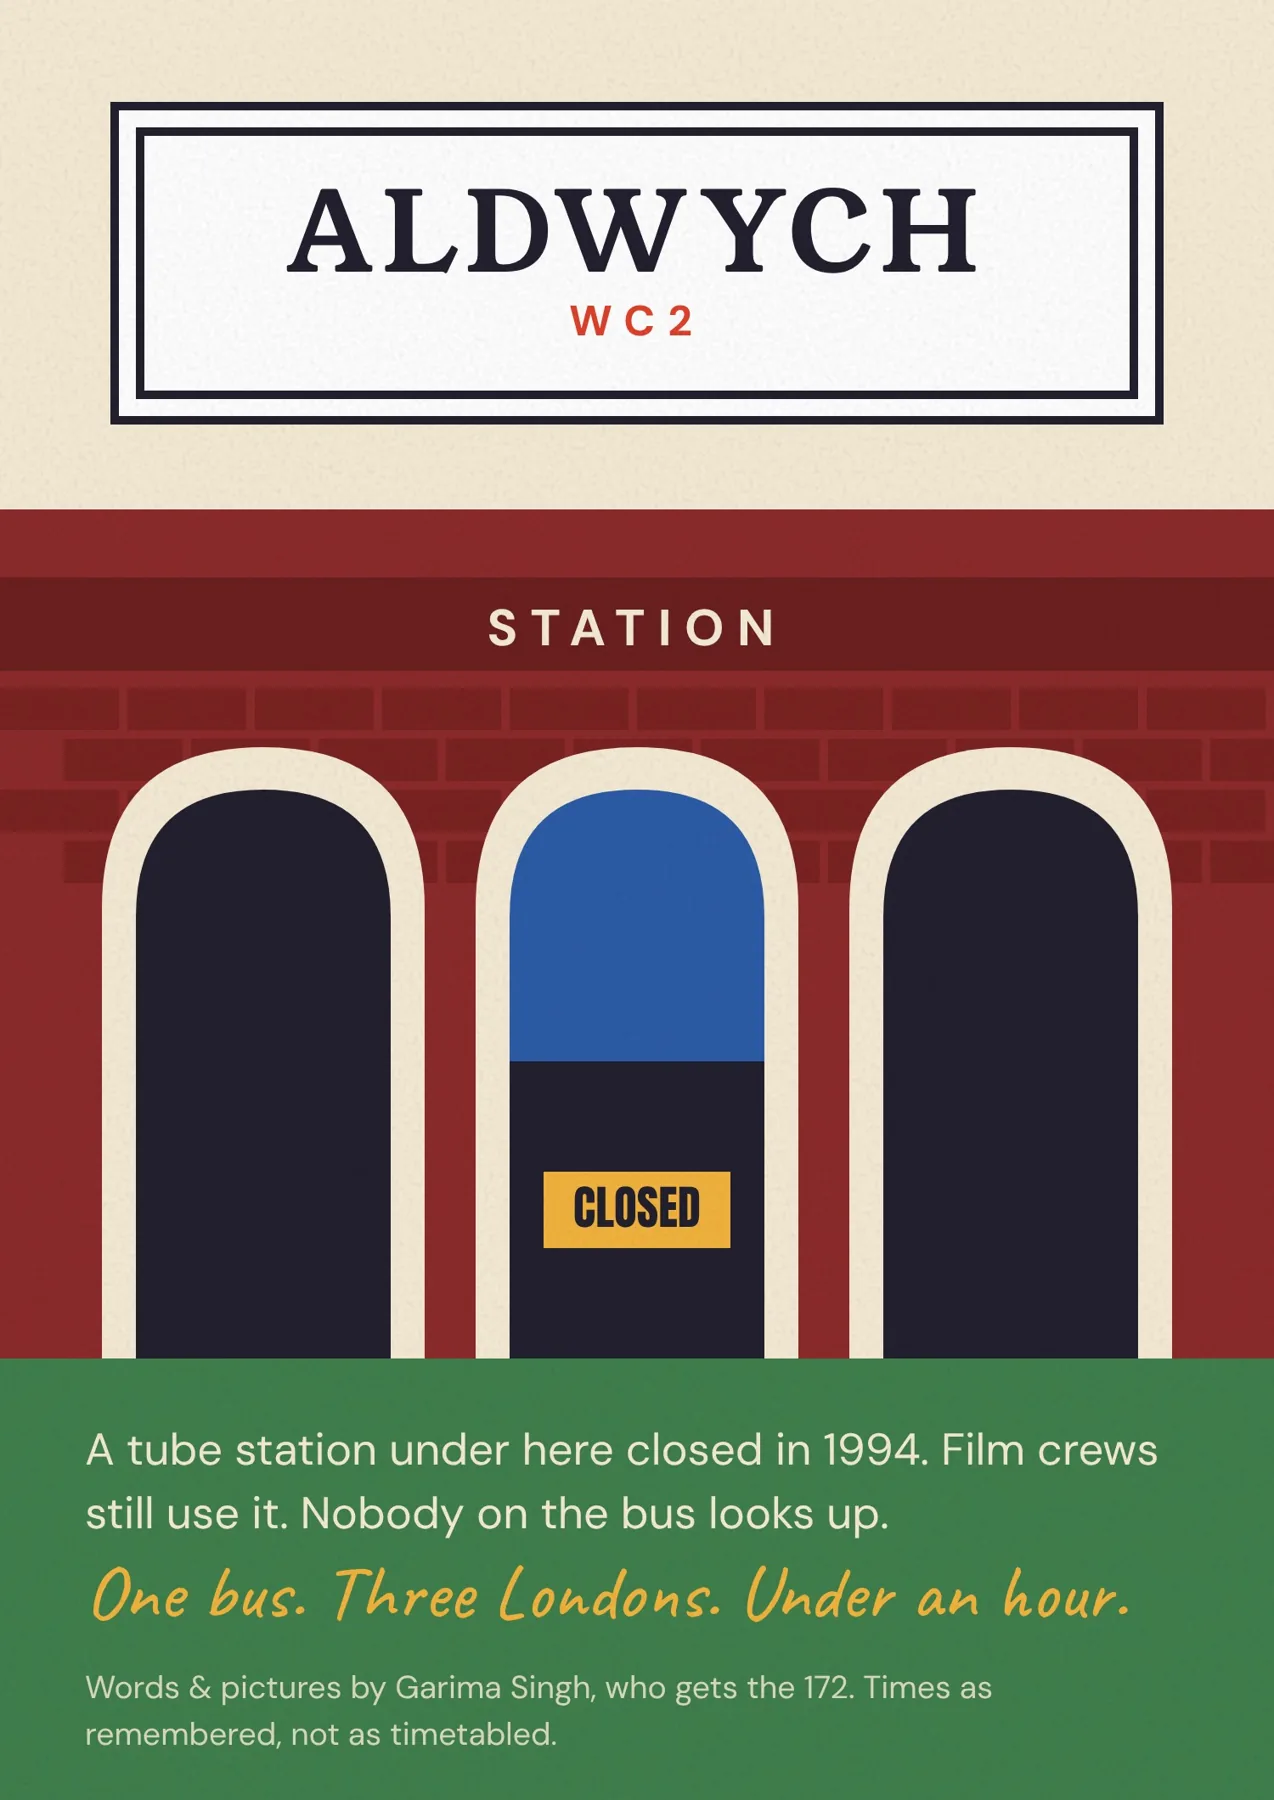 ALDWYCH
WC2
STATION
CLOSED
A tube station under here closed in 1994. Film crews
still use it. Nobody on the bus looks up.
One bus. Three Londons. Under an hour.
Words & pictures by Garima Singh, who gets the 172. Times as
remembered, not as timetabled.